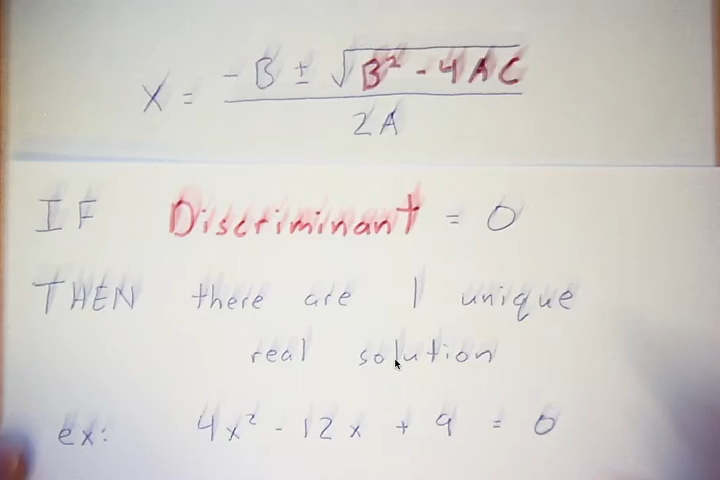 X = -B ± √B² - 4AC
2A
IF Discriminant = 0
THEN there are 1 unique
real solution
ex: 4x² - 12x + 9 = 0